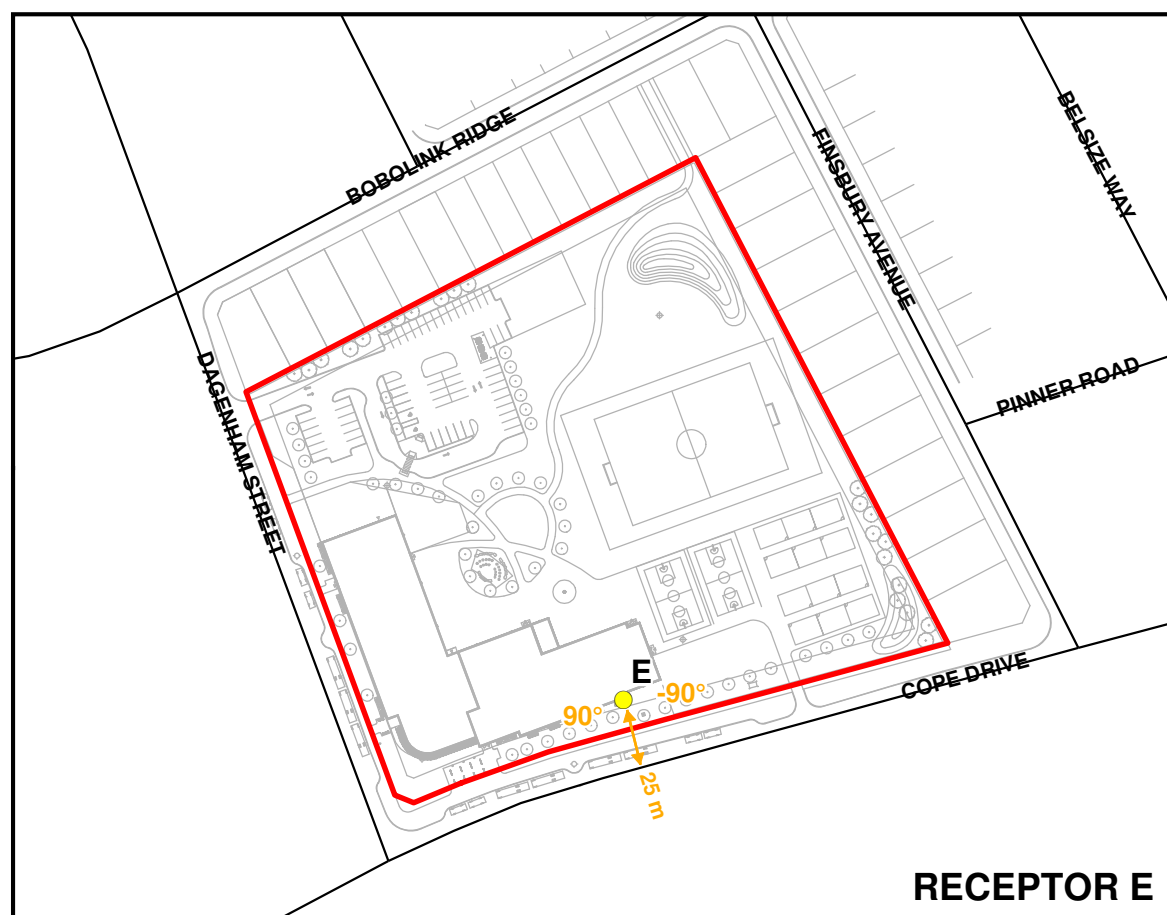 BOBOLINK RIDGE
BELSIZE WAY
FINSBURY AVENUE
DAGENHAM STREET
PINNER ROAD
E
-90°
90°
COPE DRIVE
25 m
RECEPTOR E